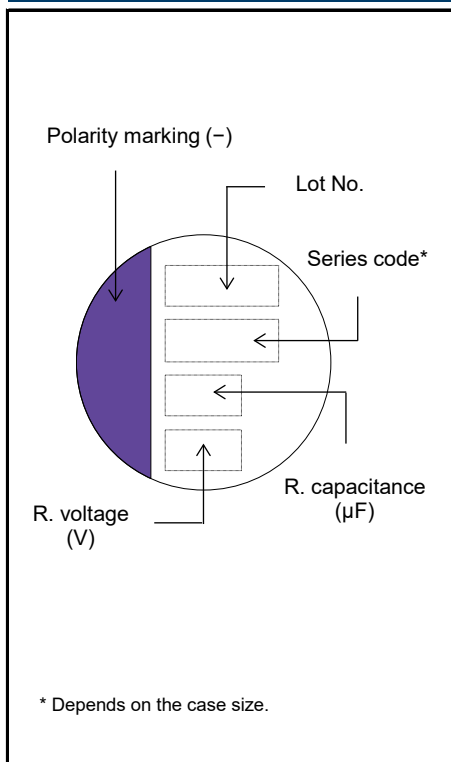 Polarity marking (−)
Lot No.
Series code*
R. capacitance
(μF)
R. voltage
(V)
* Depends on the case size.